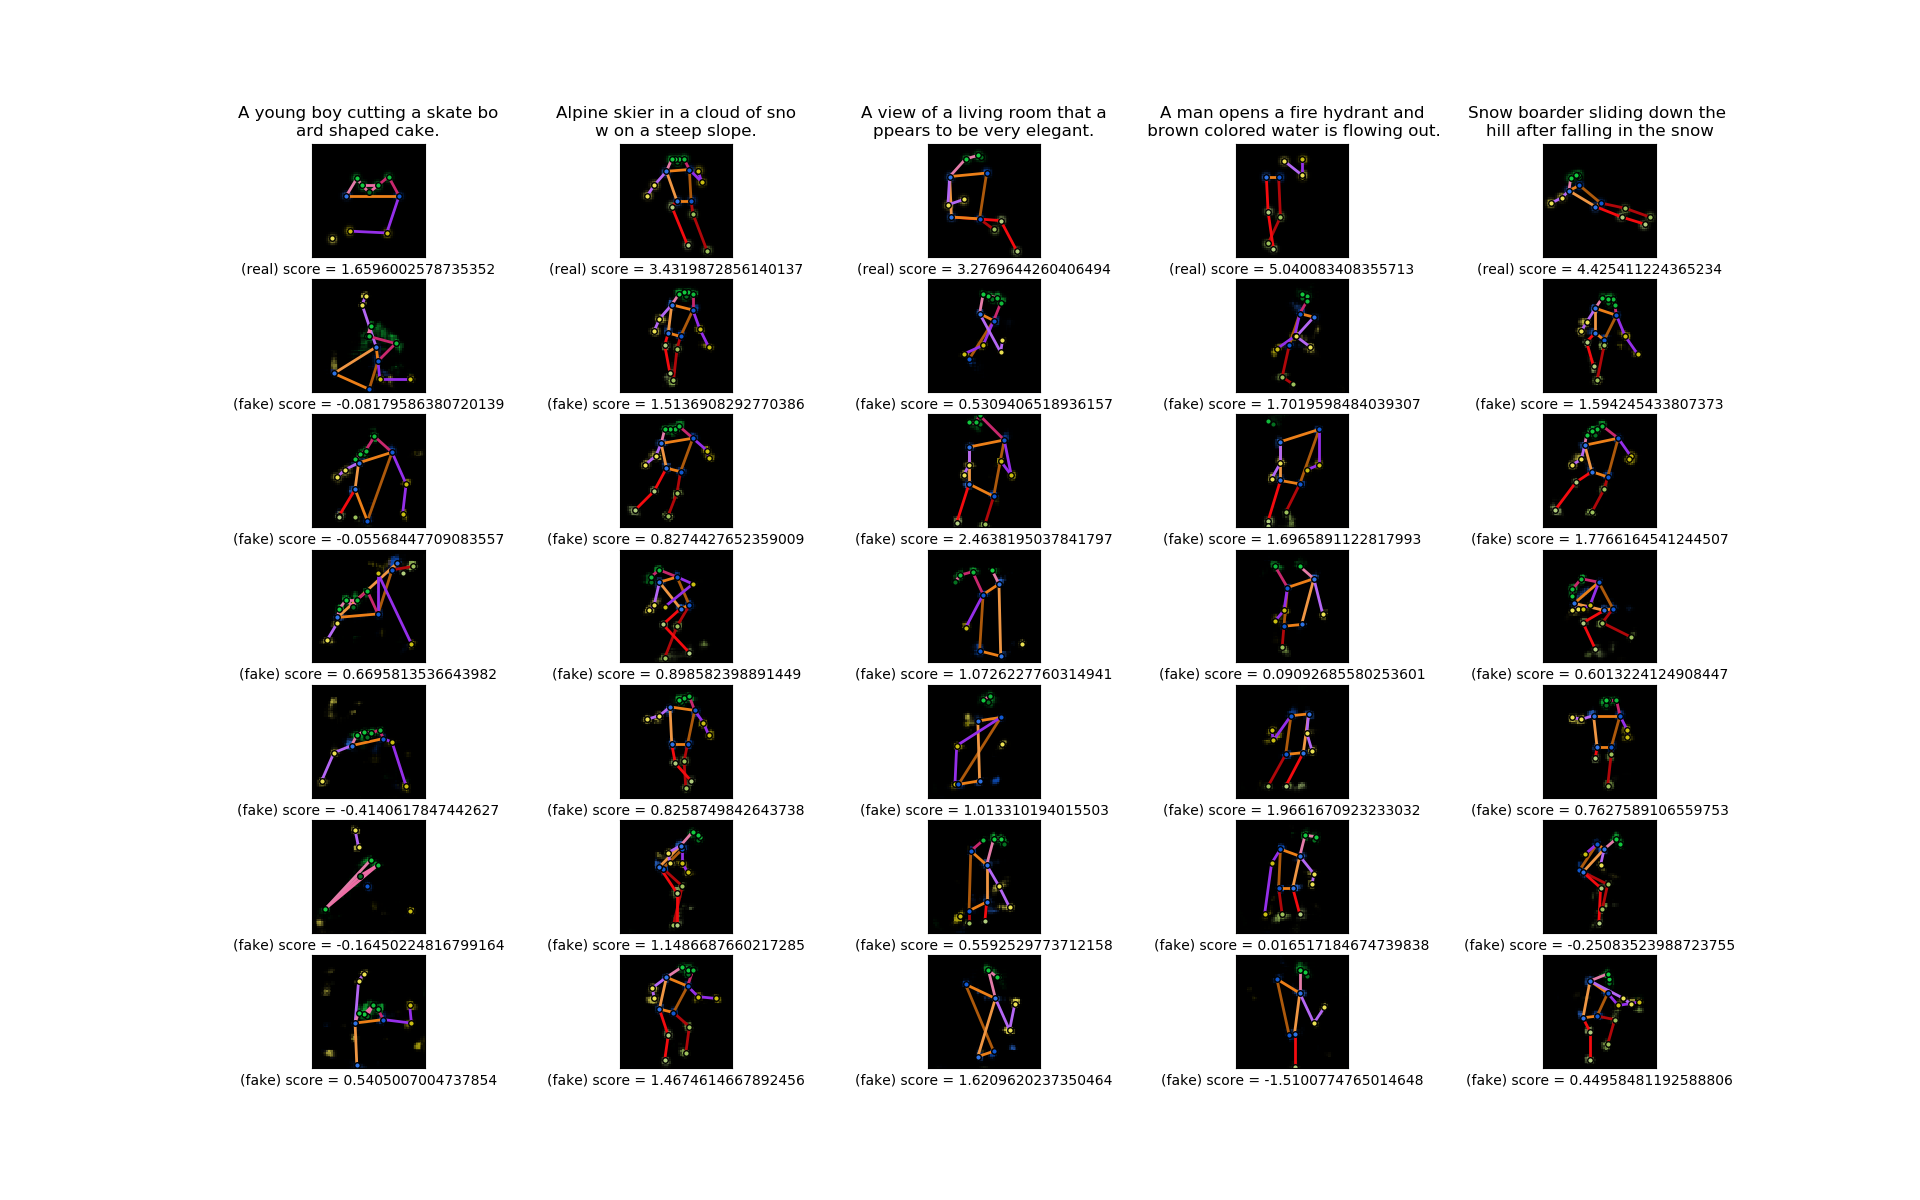 A young boy cutting a skate bo
ard shaped cake.
Alpine skier in a cloud of sno
w on a steep slope.
A view of a living room that a
ppears to be very elegant.
A man opens a fire hydrant and
brown colored water is flowing out.
Snow boarder sliding down the
hill after falling in the snow
(real) score = 1.6596002578735352
(real) score = 3.4319872856140137
(real) score = 3.2769644260406494
(real) score = 5.040083408355713
(real) score = 4.425411224365234
(fake) score = -0.08179586380720139
(fake) score = 1.5136908292770386
(fake) score = 0.5309406518936157
(fake) score = 1.7019598484039307
(fake) score = 1.594245433807373
(fake) score = -0.05568447709083557
(fake) score = 0.8274427652359009
(fake) score = 2.4638195037841797
(fake) score = 1.6965891122817993
(fake) score = 1.7766164541244507
(fake) score = 0.6695813536643982
(fake) score = 0.898582398891449
(fake) score = 1.0726227760314941
(fake) score = 0.09092685580253601
(fake) score = 0.6013224124908447
(fake) score = -0.4140617847442627
(fake) score = 0.8258749842643738
(fake) score = 1.013310194015503
(fake) score = 1.9661670923233032
(fake) score = 0.7627589106559753
(fake) score = -0.16450224816799164
(fake) score = 1.1486687660217285
(fake) score = 0.5592529773712158
(fake) score = 0.016517184674739838
(fake) score = -0.25083523988723755
(fake) score = 0.5405007004737854
(fake) score = 1.4674614667892456
(fake) score = 1.6209620237350464
(fake) score = -1.5100774765014648
(fake) score = 0.44958481192588806